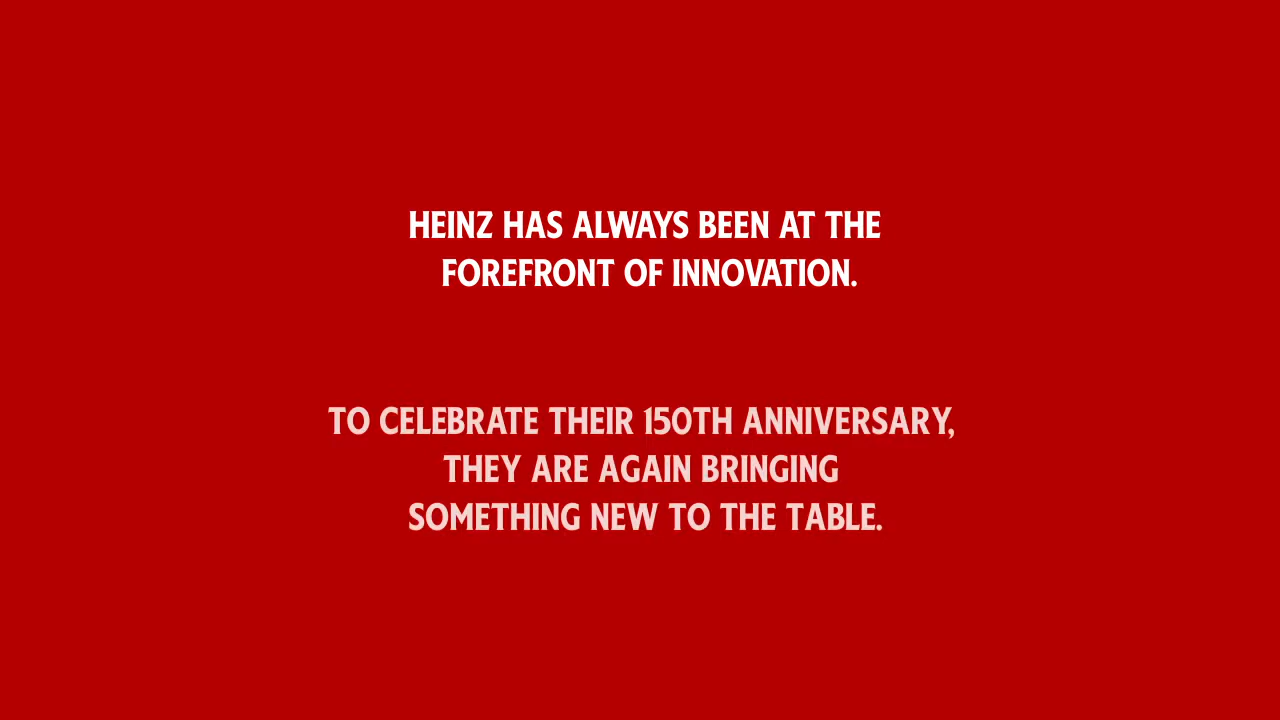 HEINZ HAS ALWAYS BEEN AT THE
FOREFRONT OF INNOVATION.
TO CELEBRATE THEIR 150TH ANNIVERSARY,
THEY ARE AGAIN BRINGING
SOMETHING NEW TO THE TABLE.